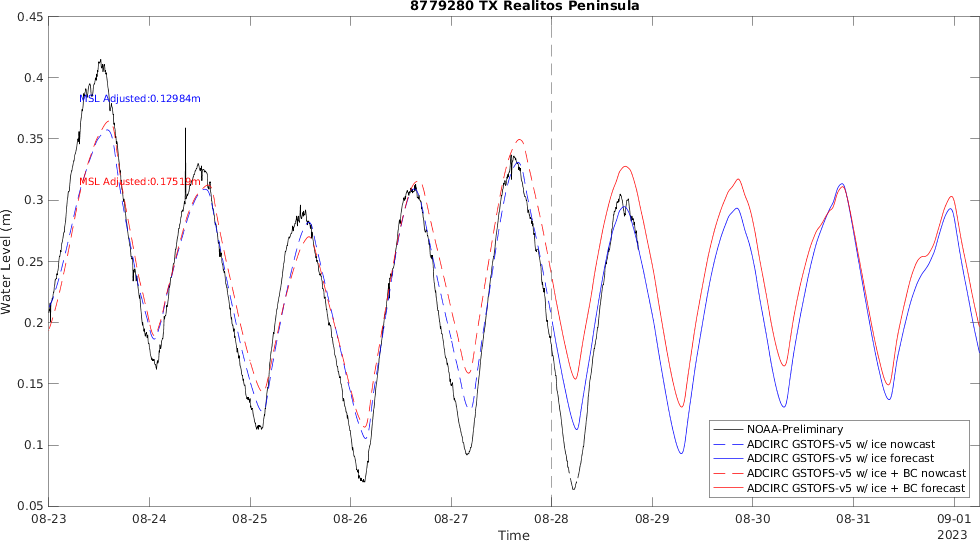 8779280 TX Realitos Peninsula
0.45
0.4
0.35
0.3
0.25
0.2
0.15
0.1
0.05
Water Level (m)
MSL Adjusted:0.12984m
MSL Adjusted:0.17519m
NOAA-Preliminary
ADCIRC GSTOFS-v5 w/ ice nowcast
ADCIRC GSTOFS-v5 w/ ice forecast
ADCIRC GSTOFS-v5 w/ ice + BC nowcast
ADCIRC GSTOFS-v5 w/ ice + BC forecast
08-23 08-24 08-25 08-26 08-27 08-28 08-29 08-30 08-31 09-01
Time 2023